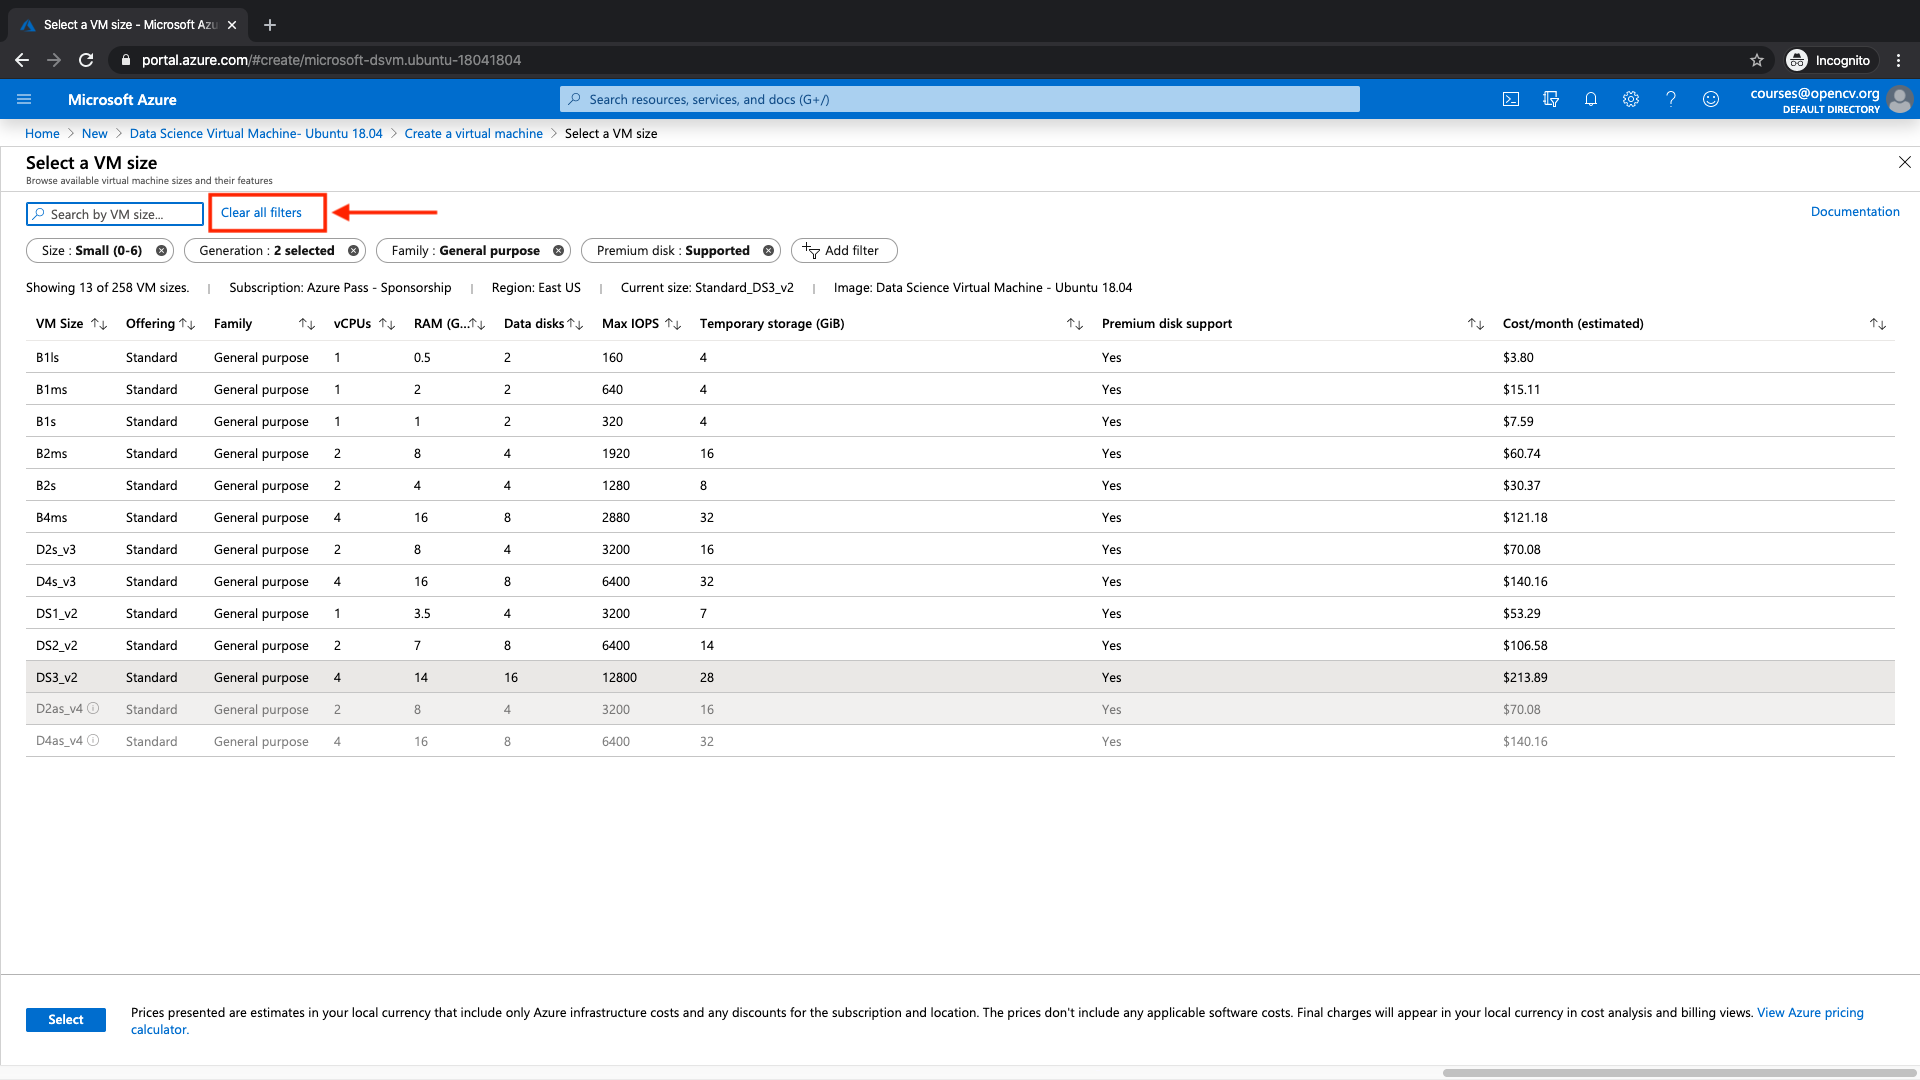 Select a VM size - Microsoft Azu
portal.azure.com/#create/microsoft-dsvm.ubuntu-18041804
Incognito
Microsoft Azure
Search resources, services, and docs (G+/)
courses@opencv.org
DEFAULT DIRECTORY
Home > New > Data Science Virtual Machine- Ubuntu 18.04 > Create a virtual machine > Select a VM size
Select a VM size
Browse available virtual machine sizes and their features
Search by VM size...
Clear all filters
Documentation
Size : Small (0-6) Generation : 2 selected Family : General purpose Premium disk : Supported Add filter
Showing 13 of 258 VM sizes. | Subscription: Azure Pass - Sponsorship | Region: East US | Current size: Standard_DS3_v2 | Image: Data Science Virtual Machine - Ubuntu 18.04
VM Size Offering Family vCPUs RAM (G... Data disks Max IOPS Temporary storage (GiB) Premium disk support Cost/month (estimated)
B1ls Standard General purpose 1 0.5 2 160 4 Yes $3.80
B1ms Standard General purpose 1 2 2 640 4 Yes $15.11
B1s Standard General purpose 1 1 2 320 4 Yes $7.59
B2ms Standard General purpose 2 8 4 1920 16 Yes $60.74
B2s Standard General purpose 2 4 4 1280 8 Yes $30.37
B4ms Standard General purpose 4 16 8 2880 32 Yes $121.18
D2s_v3 Standard General purpose 2 8 4 3200 16 Yes $70.08
D4s_v3 Standard General purpose 4 16 8 6400 32 Yes $140.16
DS1_v2 Standard General purpose 1 3.5 4 3200 7 Yes $53.29
DS2_v2 Standard General purpose 2 7 8 6400 14 Yes $106.58
DS3_v2 Standard General purpose 4 14 16 12800 28 Yes $213.89
D2as_v4 Standard General purpose 2 8 4 3200 16 Yes $70.08
D4as_v4 Standard General purpose 4 16 8 6400 32 Yes $140.16
Select
Prices presented are estimates in your local currency that include only Azure infrastructure costs and any discounts for the subscription and location. The prices don't include any applicable software costs. Final charges will appear in your local currency in cost analysis and billing views. View Azure pricing
calculator.